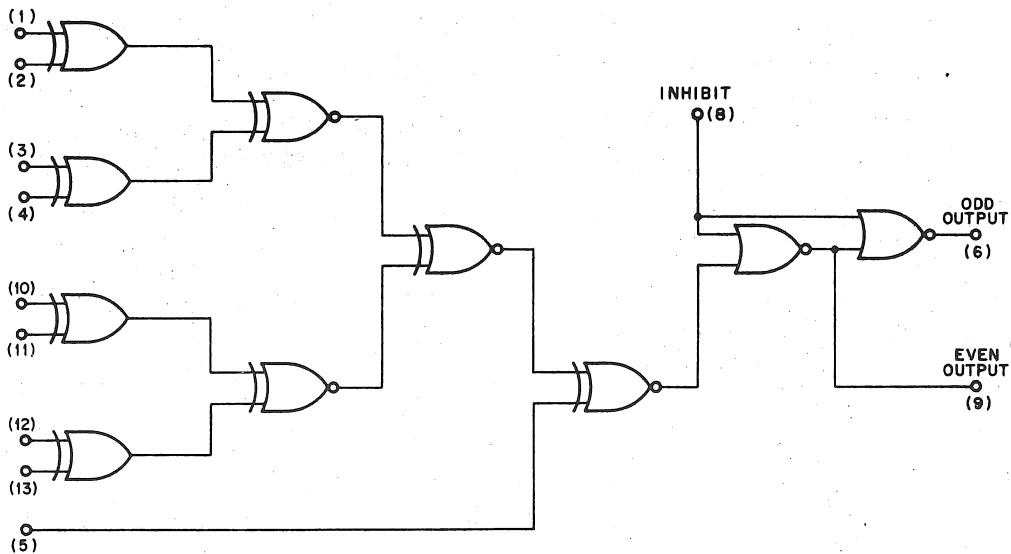 (1)
(2)
(3)
(4)
(10)
(11)
(12)
(13)
(5)
INHIBIT
(8)
ODD
OUTPUT
(6)
EVEN
OUTPUT
(9)